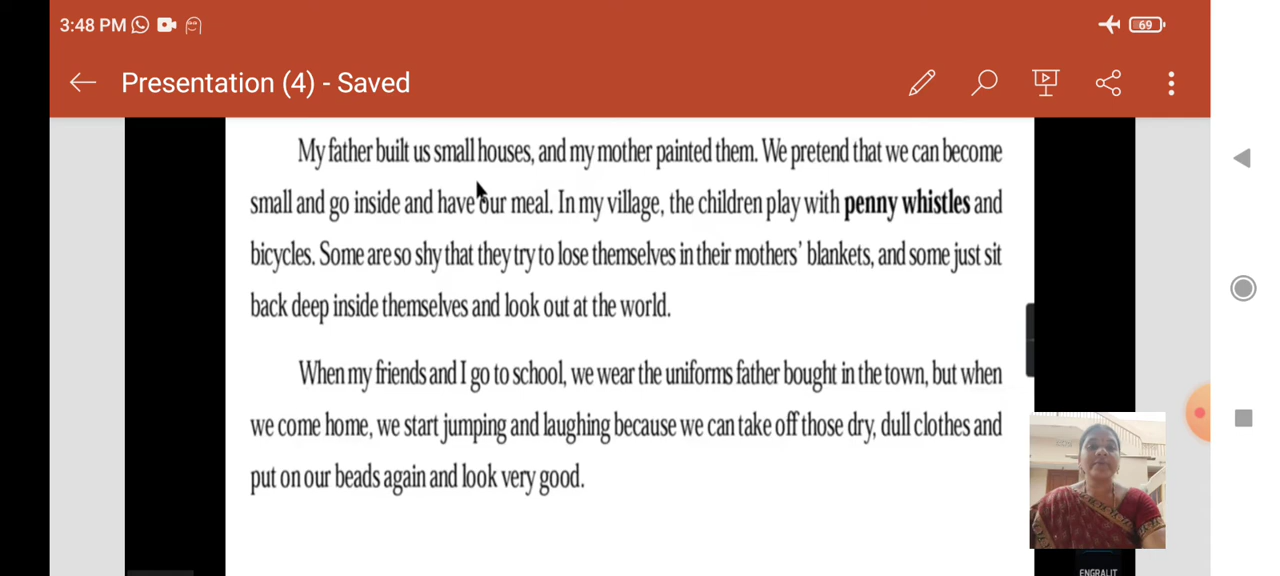 3:48 PM
69
Presentation (4) - Saved
My father built us small houses, and my mother painted them. We pretend that we can become
small and go inside and have our meal. In my village, the children play with penny whistles and
bicycles. Some are so shy that they try to lose themselves in their mothers' blankets, and some just sit
back deep inside themselves and look out at the world.
When my friends and I go to school, we wear the uniforms father bought in the town, but when
we come home, we start jumping and laughing because we can take off those dry, dull clothes and
put on our beads again and look very good.
ENGRALIT